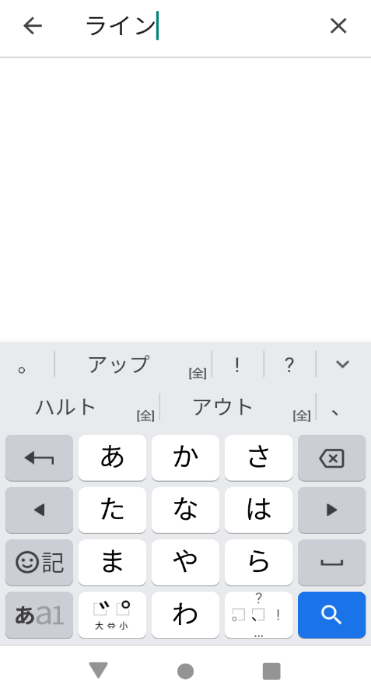 ライン
。 アップ [全] ! ?
ハルト [全] アウト [全] 、
あ か さ
た な は
記 ま や ら
あa1 ゛゜ 大⇔小 わ 。、?!…